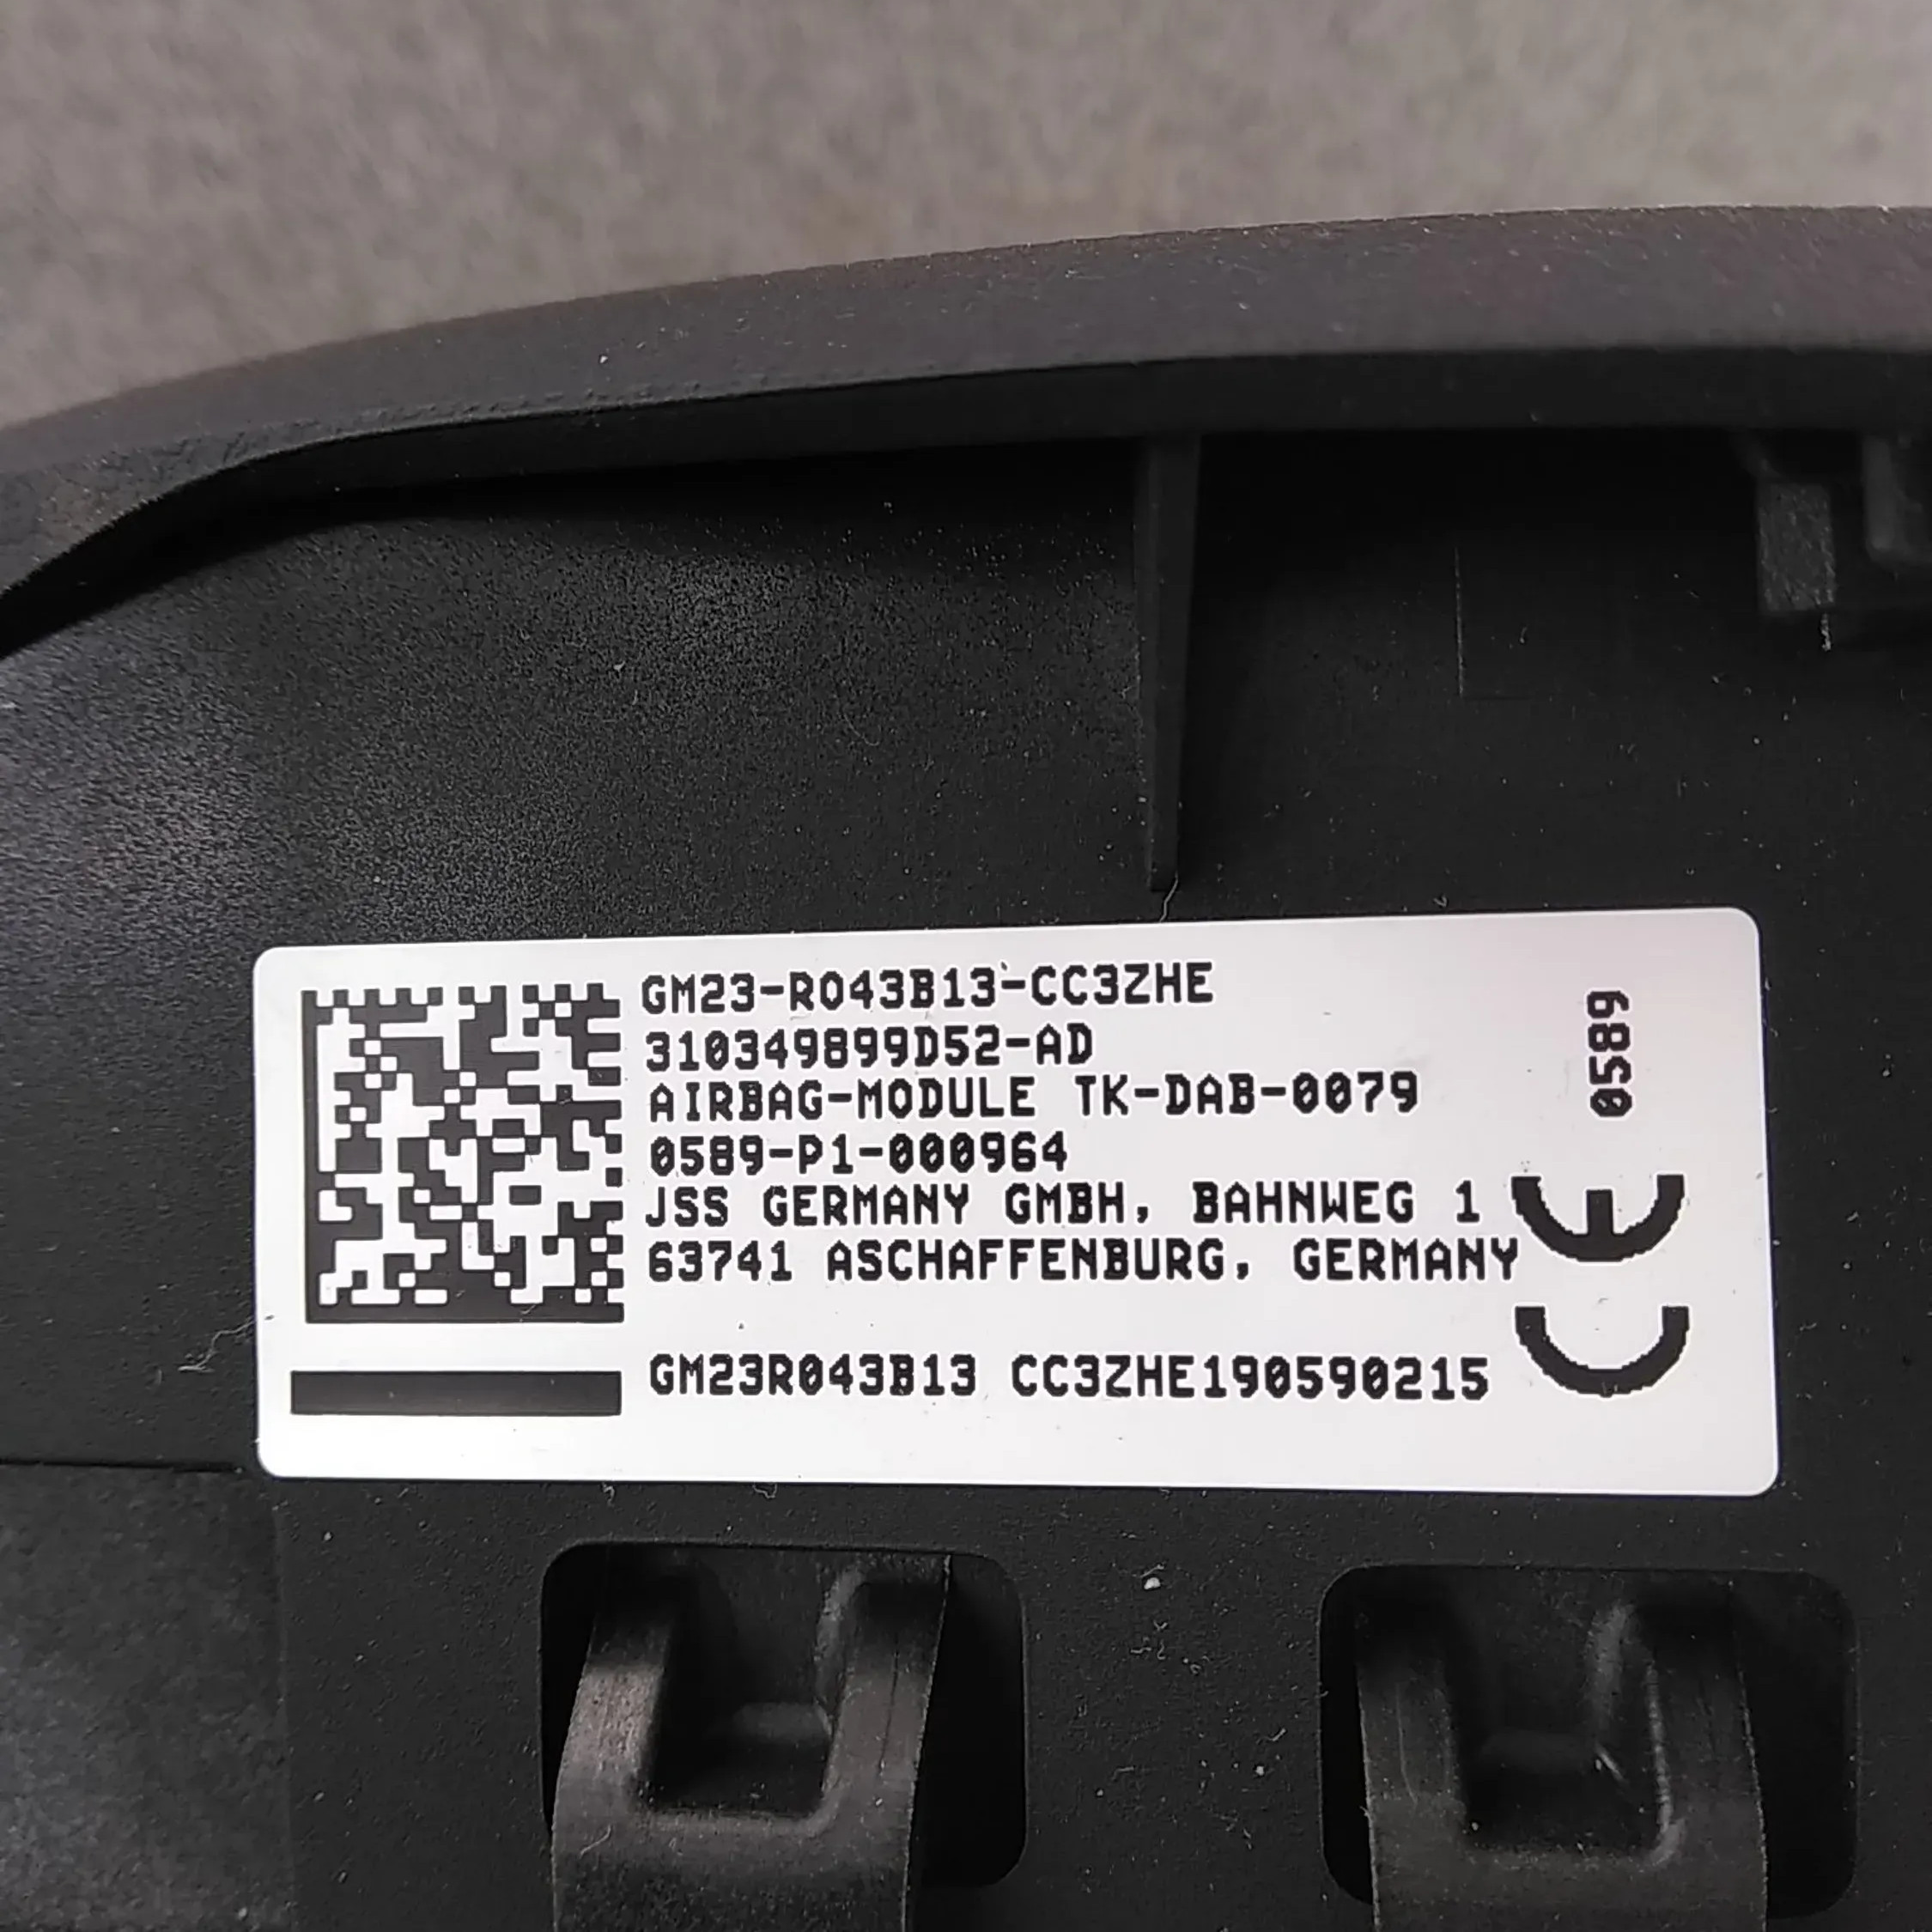 GM23-R043B13-CC3ZHE
310349899D52-AD
AIRBAG-MODULE TK-DAB-0079
0589-P1-000964
JSS GERMANY GMBH, BAHNWEG 1
63741 ASCHAFFENBURG, GERMANY
GM23R043B13 CC3ZHE190590215
0589
CE